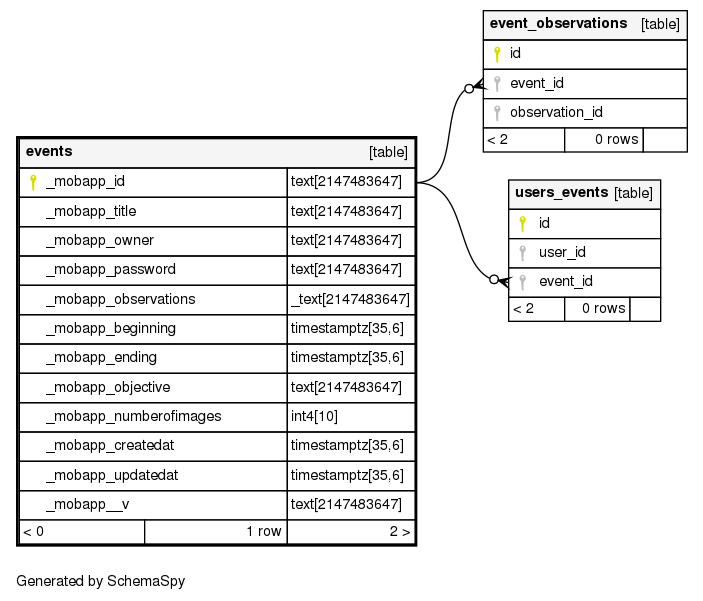 event_observations [table]
id
event_id
observation_id
< 2 0 rows
events [table]
_mobapp_id text[2147483647]
_mobapp_title text[2147483647]
_mobapp_owner text[2147483647]
_mobapp_password text[2147483647]
_mobapp_observations _text[2147483647]
_mobapp_beginning timestamptz[35,6]
_mobapp_ending timestamptz[35,6]
_mobapp_objective text[2147483647]
_mobapp_numberofimages int4[10]
_mobapp_createdat timestamptz[35,6]
_mobapp_updatedat timestamptz[35,6]
_mobapp__v text[2147483647]
< 0 1 row 2 >
users_events [table]
id
user_id
event_id
< 2 0 rows
Generated by SchemaSpy